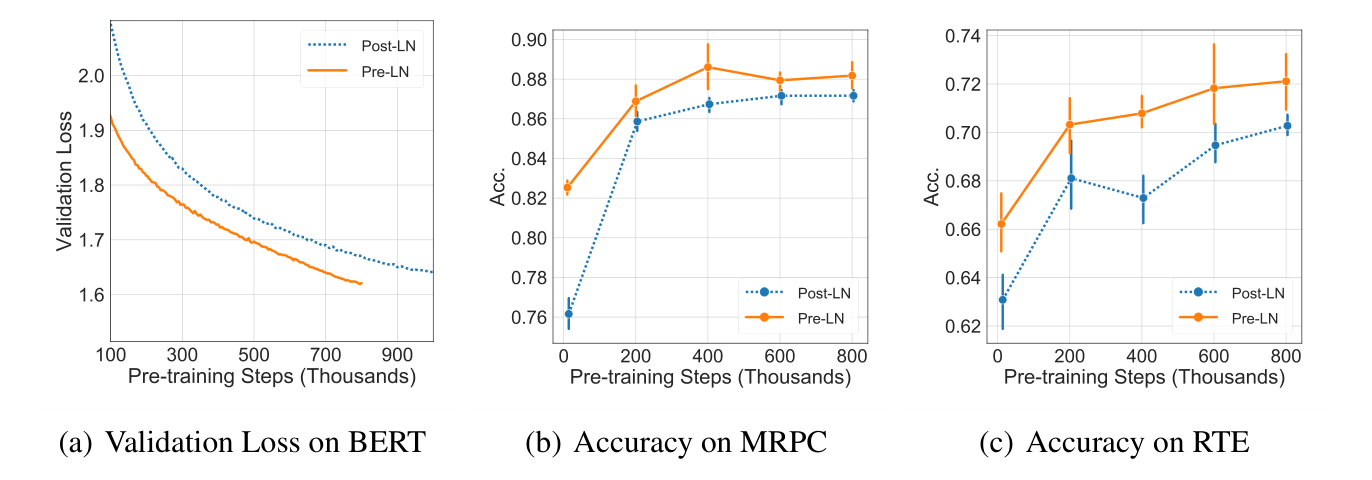 Validation Loss
2.0
1.9
1.8
1.7
1.6
Post-LN
Pre-LN
100 300 500 700 900
Pre-training Steps (Thousands)
(a) Validation Loss on BERT
Acc.
0.90
0.88
0.86
0.84
0.82
0.80
0.78
0.76
Post-LN
Pre-LN
0 200 400 600 800
Pre-training Steps (Thousands)
(b) Accuracy on MRPC
Acc.
0.74
0.72
0.70
0.68
0.66
0.64
0.62
Post-LN
Pre-LN
0 200 400 600 800
Pre-training Steps (Thousands)
(c) Accuracy on RTE